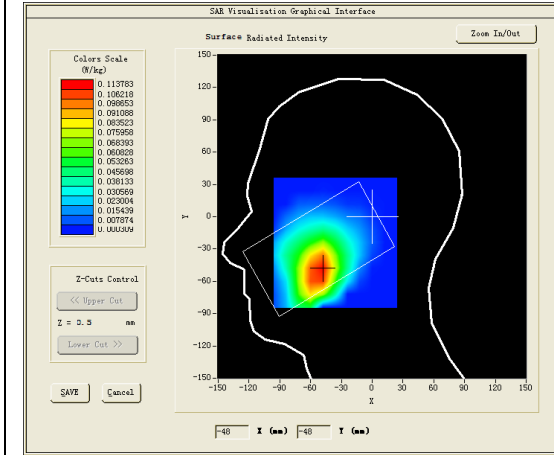 SAR Visualisation Graphical Interface
Surface Radiated Intensity
Zoom In/Out
Colors Scale
(W/kg)
0.113783
0.106218
0.098653
0.091088
0.083523
0.075958
0.068393
0.060828
0.053263
0.045698
0.038133
0.030569
0.023004
0.015439
0.007874
0.000309
150
120
90
60
30
0
-30
-60
-90
-120
-150
Y
-150 -120 -90 -60 -30 0 30 60 90 120 150
X
Z-Cuts Control
<< Upper Cut
Z = 0.5 mm
Lower Cut >>
SAVE Cancel
-48 X (mm) -48 Y (mm)